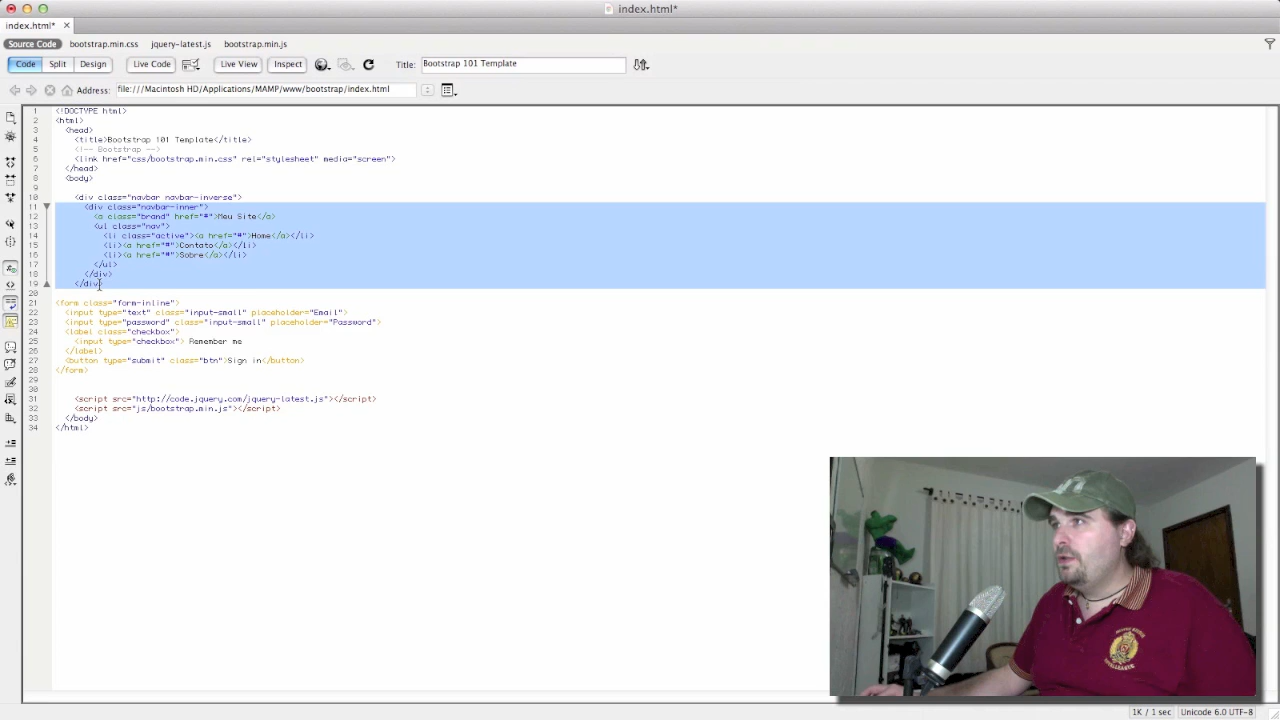 index.html*
index.html*
Source Code bootstrap.min.css jquery-latest.js bootstrap.min.js
Code Split Design Live Code Live View Inspect Title: Bootstrap 101 Template
Address: file:///Macintosh HD/Applications/MAMP/www/bootstrap/index.html
1 <!DOCTYPE html>
2 <html>
3 <head>
4 <title>Bootstrap 101 Template</title>
5 <!-- Bootstrap -->
6 <link href="css/bootstrap.min.css" rel="stylesheet" media="screen">
7 </head>
8 <body>
9
10 <div class="navbar navbar-inverse">
11 <div class="navbar-inner">
12 <a class="brand" href="#">Meu Site</a>
13 <ul class="nav">
14 <li class="active"><a href="#">Home</a></li>
15 <li><a href="#">Contato</a></li>
16 <li><a href="#">Sobre</a></li>
17 </ul>
18 </div>
19 </div>
20
21 <form class="form-inline">
22 <input type="text" class="input-small" placeholder="Email">
23 <input type="password" class="input-small" placeholder="Password">
24 <label class="checkbox">
25 <input type="checkbox"> Remember me
26 </label>
27 <button type="submit" class="btn">Sign in</button>
28 </form>
29
30
31 <script src="http://code.jquery.com/jquery-latest.js"></script>
32 <script src="js/bootstrap.min.js"></script>
33 </body>
34 </html>
1K / 1 sec Unicode 6.0 UTF-8